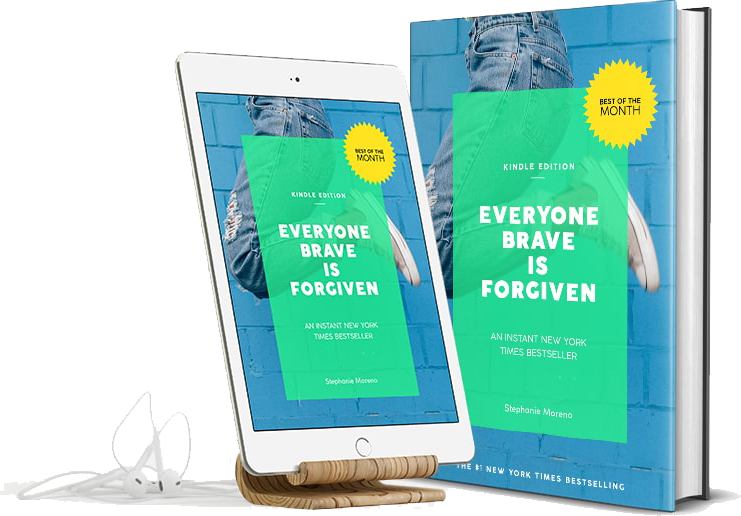 BEST OF THE
MONTH
KINDLE EDITION
EVERYONE
BRAVE
IS
FORGIVEN
AN INSTANT NEW YORK
TIMES BESTSELLER
Stephanie Moreno
BEST OF THE
MONTH
KINDLE EDITION
EVERYONE
BRAVE
IS
FORGIVEN
AN INSTANT NEW YORK
TIMES BESTSELLER
Stephanie Moreno
THE #1 NEW YORK TIMES BESTSELLING